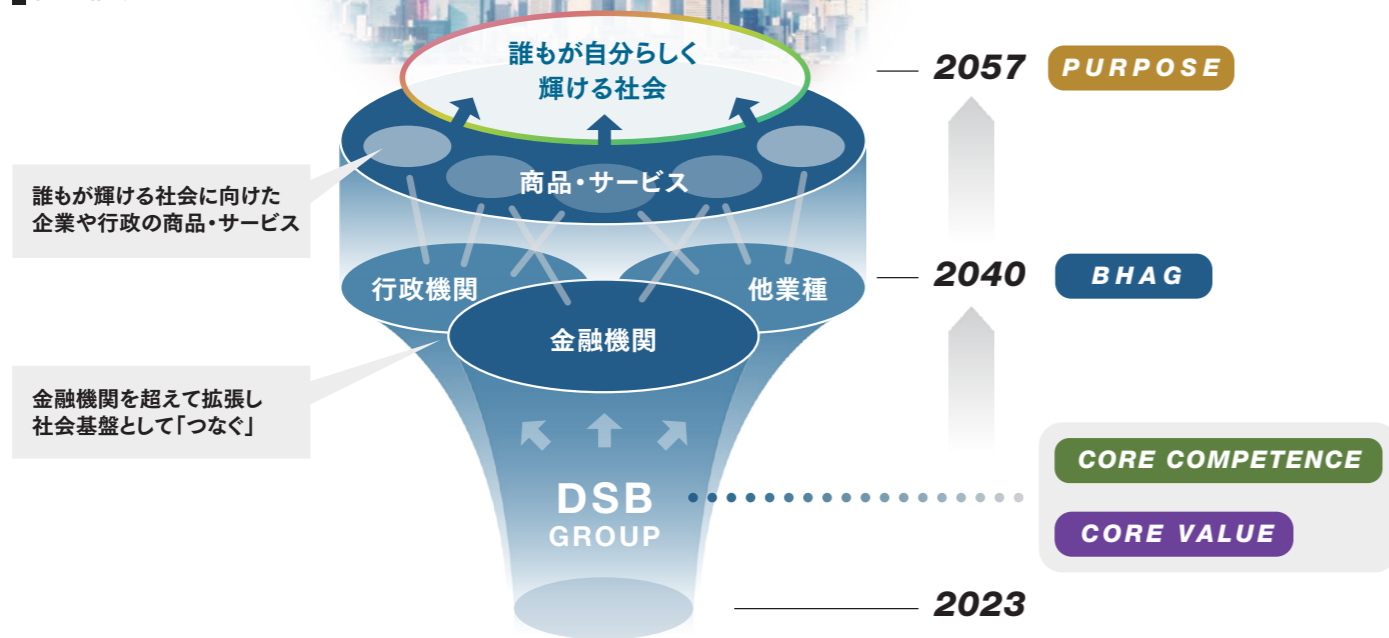 誰もが自分らしく
輝ける社会
2057
PURPOSE
誰もが輝ける社会に向けた
企業や行政の商品・サービス
商品・サービス
行政機関
他業種
2040
BHAG
金融機関
金融機関を超えて拡張し
社会基盤として「つなぐ」
DSB
GROUP
CORE COMPETENCE
CORE VALUE
2023